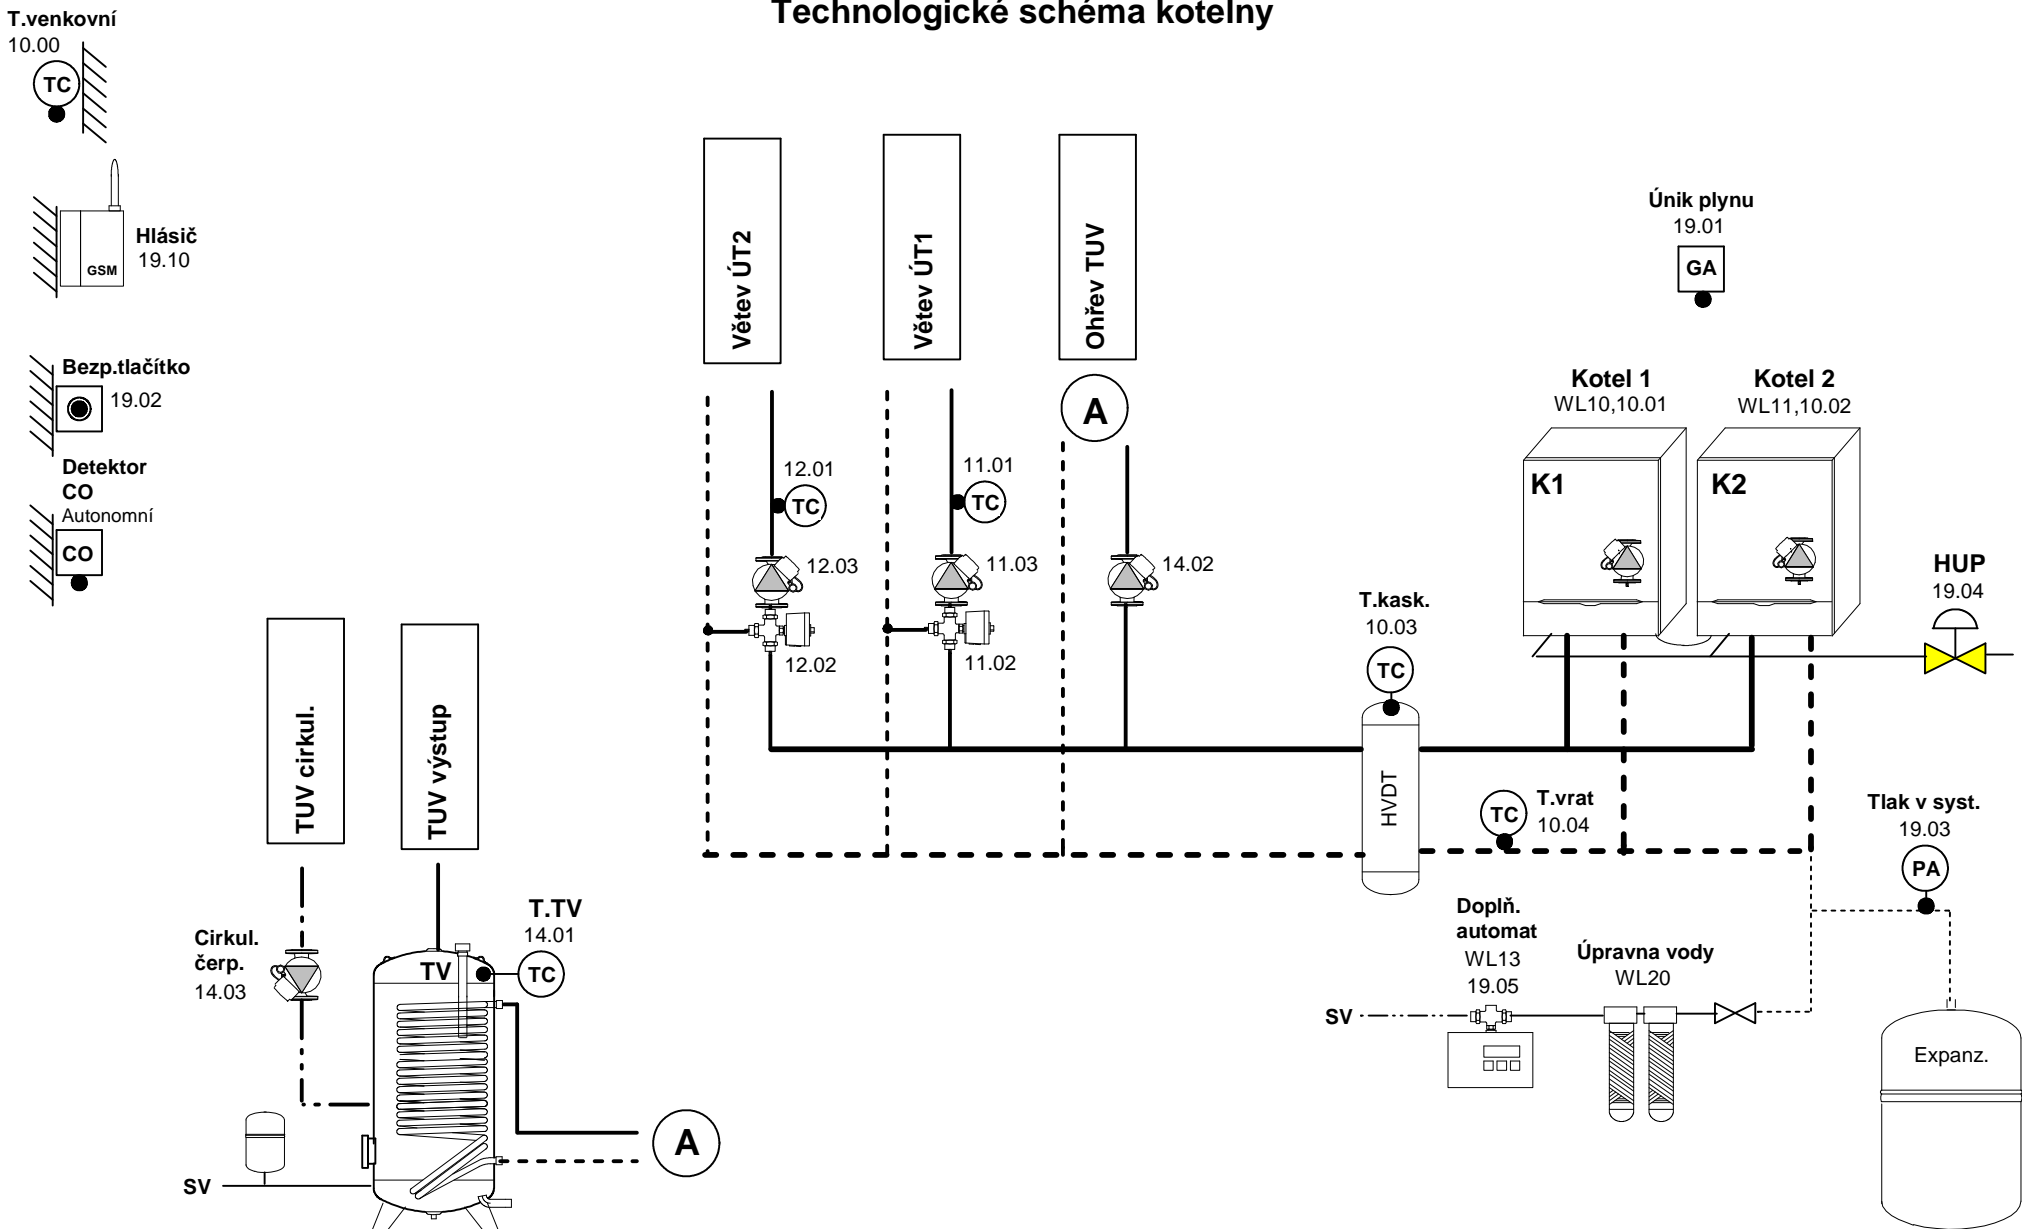 Technologické schéma kotelny
T.venkovní
10.00
TC
Hlásič
19.10
GSM
Bezp.tlačítko
19.02
Detektor
CO
Autonomní
CO
Větev ÚT2
Větev ÚT1
Ohřev TUV
A
12.01
TC
11.01
TC
12.03
11.03
14.02
12.02
11.02
Únik plynu
19.01
GA
Kotel 1
WL10,10.01
Kotel 2
WL11,10.02
K1
K2
HUP
19.04
T.kask.
10.03
TC
HVDT
TC
T.vrat
10.04
Tlak v syst.
19.03
PA
TUV cirkul.
TUV výstup
Cirkul.
čerp.
14.03
T.TV
14.01
TC
TV
A
SV
Doplň.
automat
WL13
19.05
Úpravna vody
WL20
SV
Expanz.